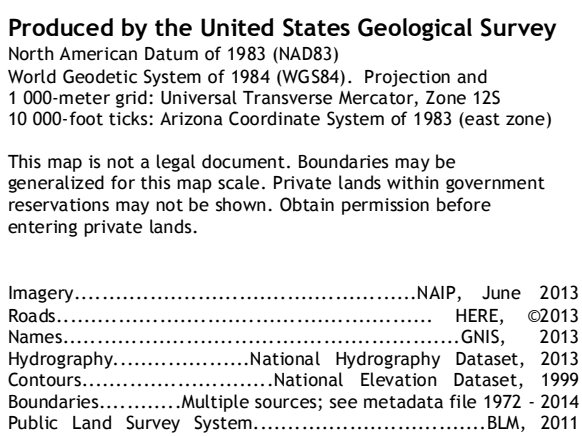 Produced by the United States Geological Survey
North American Datum of 1983 (NAD83)
World Geodetic System of 1984 (WGS84).  Projection and
1 000-meter grid: Universal Transverse Mercator, Zone 12S
10 000-foot ticks: Arizona Coordinate System of 1983 (east zone)
This map is not a legal document. Boundaries may be
generalized for this map scale. Private lands within government
reservations may not be shown. Obtain permission before
entering private lands.
Imagery.................................................NAIP, June 2013
Roads..................................................... HERE, ©2013
Names........................................................GNIS, 2013
Hydrography....................National Hydrography Dataset, 2013
Contours............................National Elevation Dataset, 1999
Boundaries............Multiple sources; see metadata file 1972 - 2014
Public Land Survey System..................................BLM, 2011